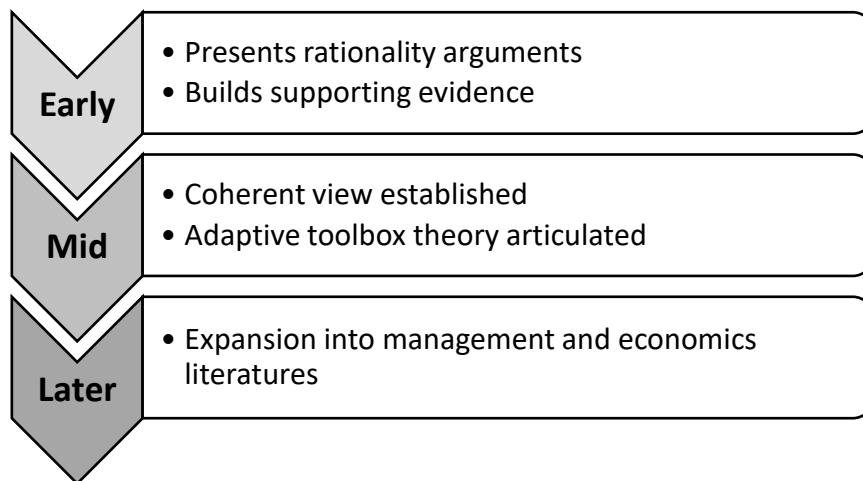 Early
• Presents rationality arguments
• Builds supporting evidence
Mid
• Coherent view established
• Adaptive toolbox theory articulated
Later
• Expansion into management and economics
literatures